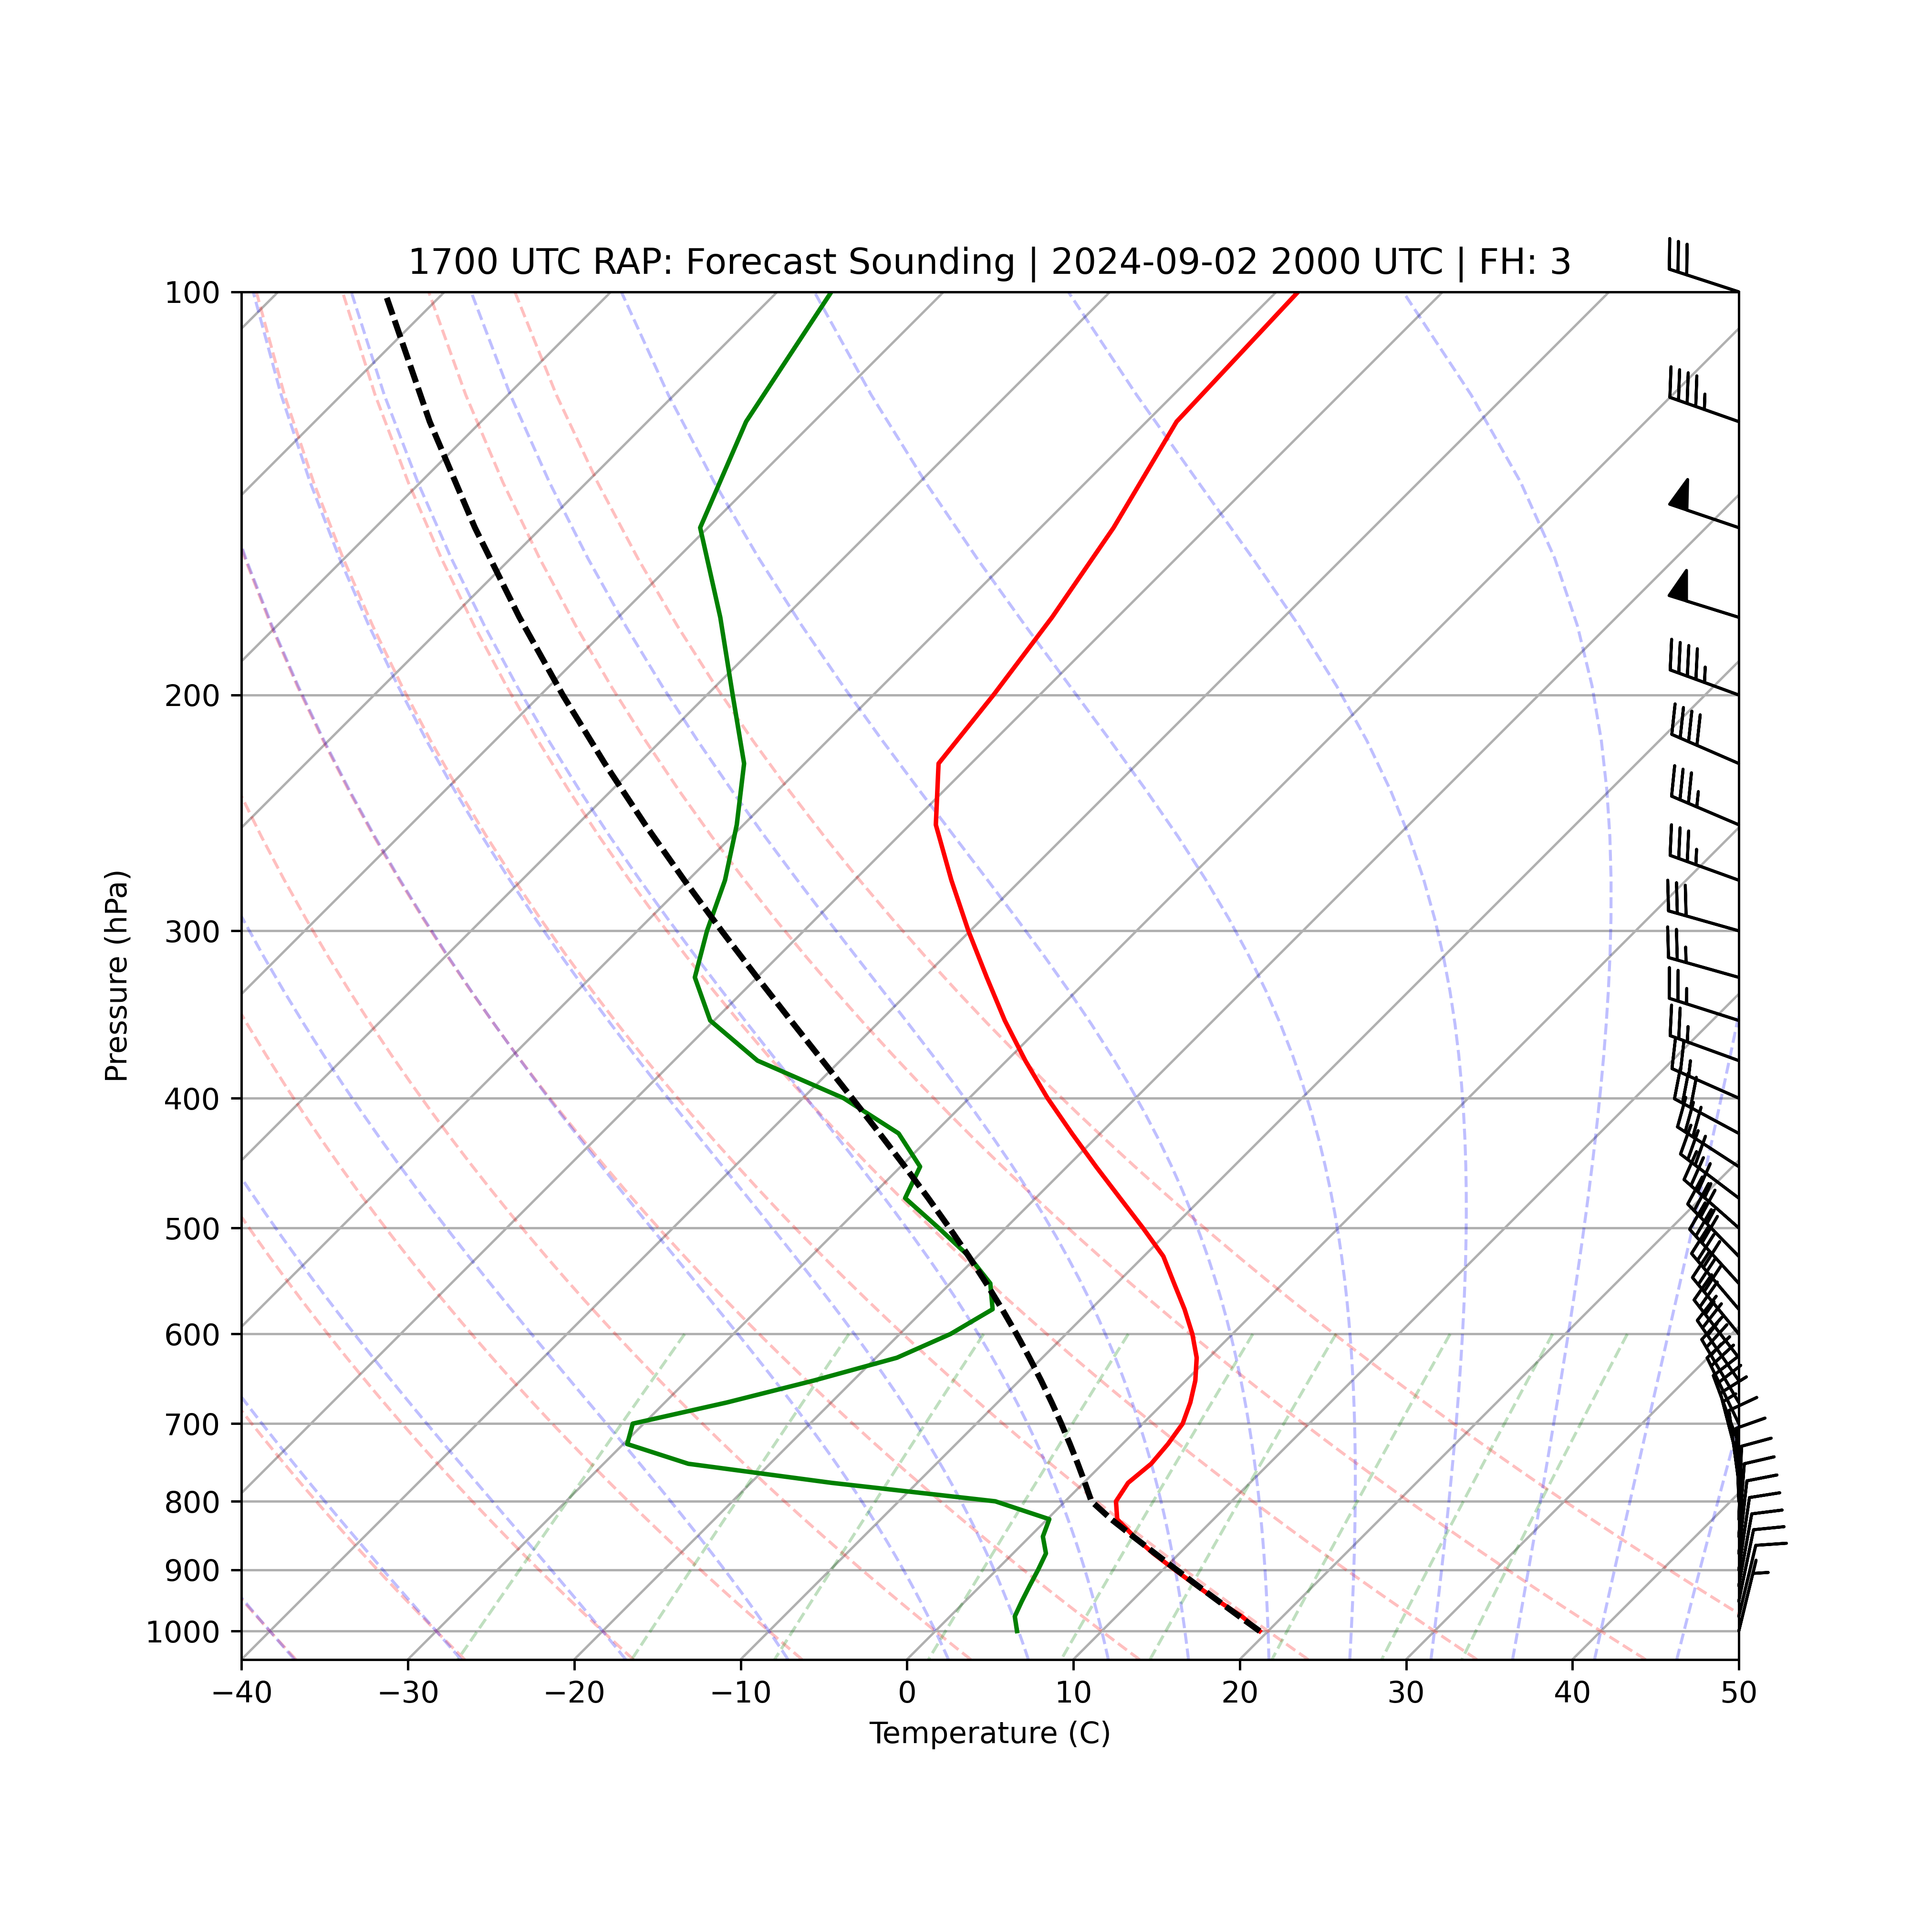 1700 UTC RAP: Forecast Sounding | 2024-09-02 2000 UTC | FH: 3
100
200
300
400
500
600
700
800
900
1000
Pressure (hPa)
−40 −30 −20 −10 0 10 20 30 40 50
Temperature (C)